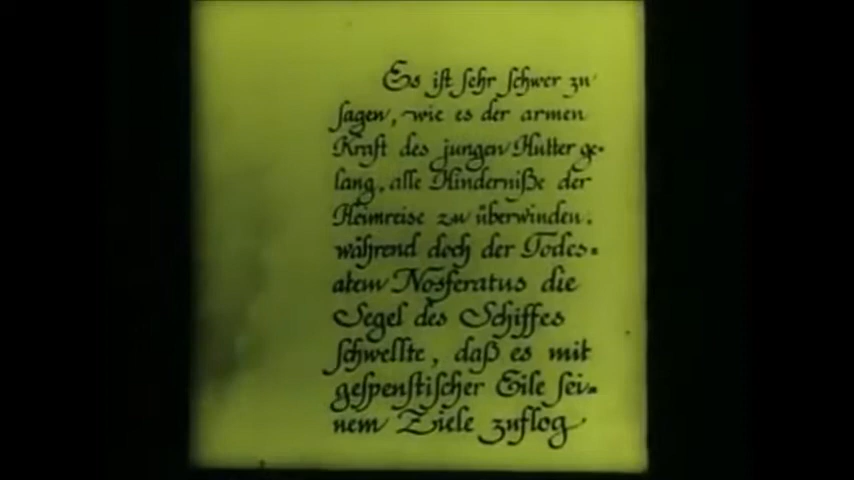 Es ist sehr schwer zu
sagen, wie es der armen
Kraft des jungen Hutter ge-
lang, alle Hinderniße der
Heimreise zu überwinden.
während doch der Todes-
atem Nosferatus die
Segel des Schiffes
schwellte, daß es mit
gespenstischer Eile sei-
nem Ziele zuflog